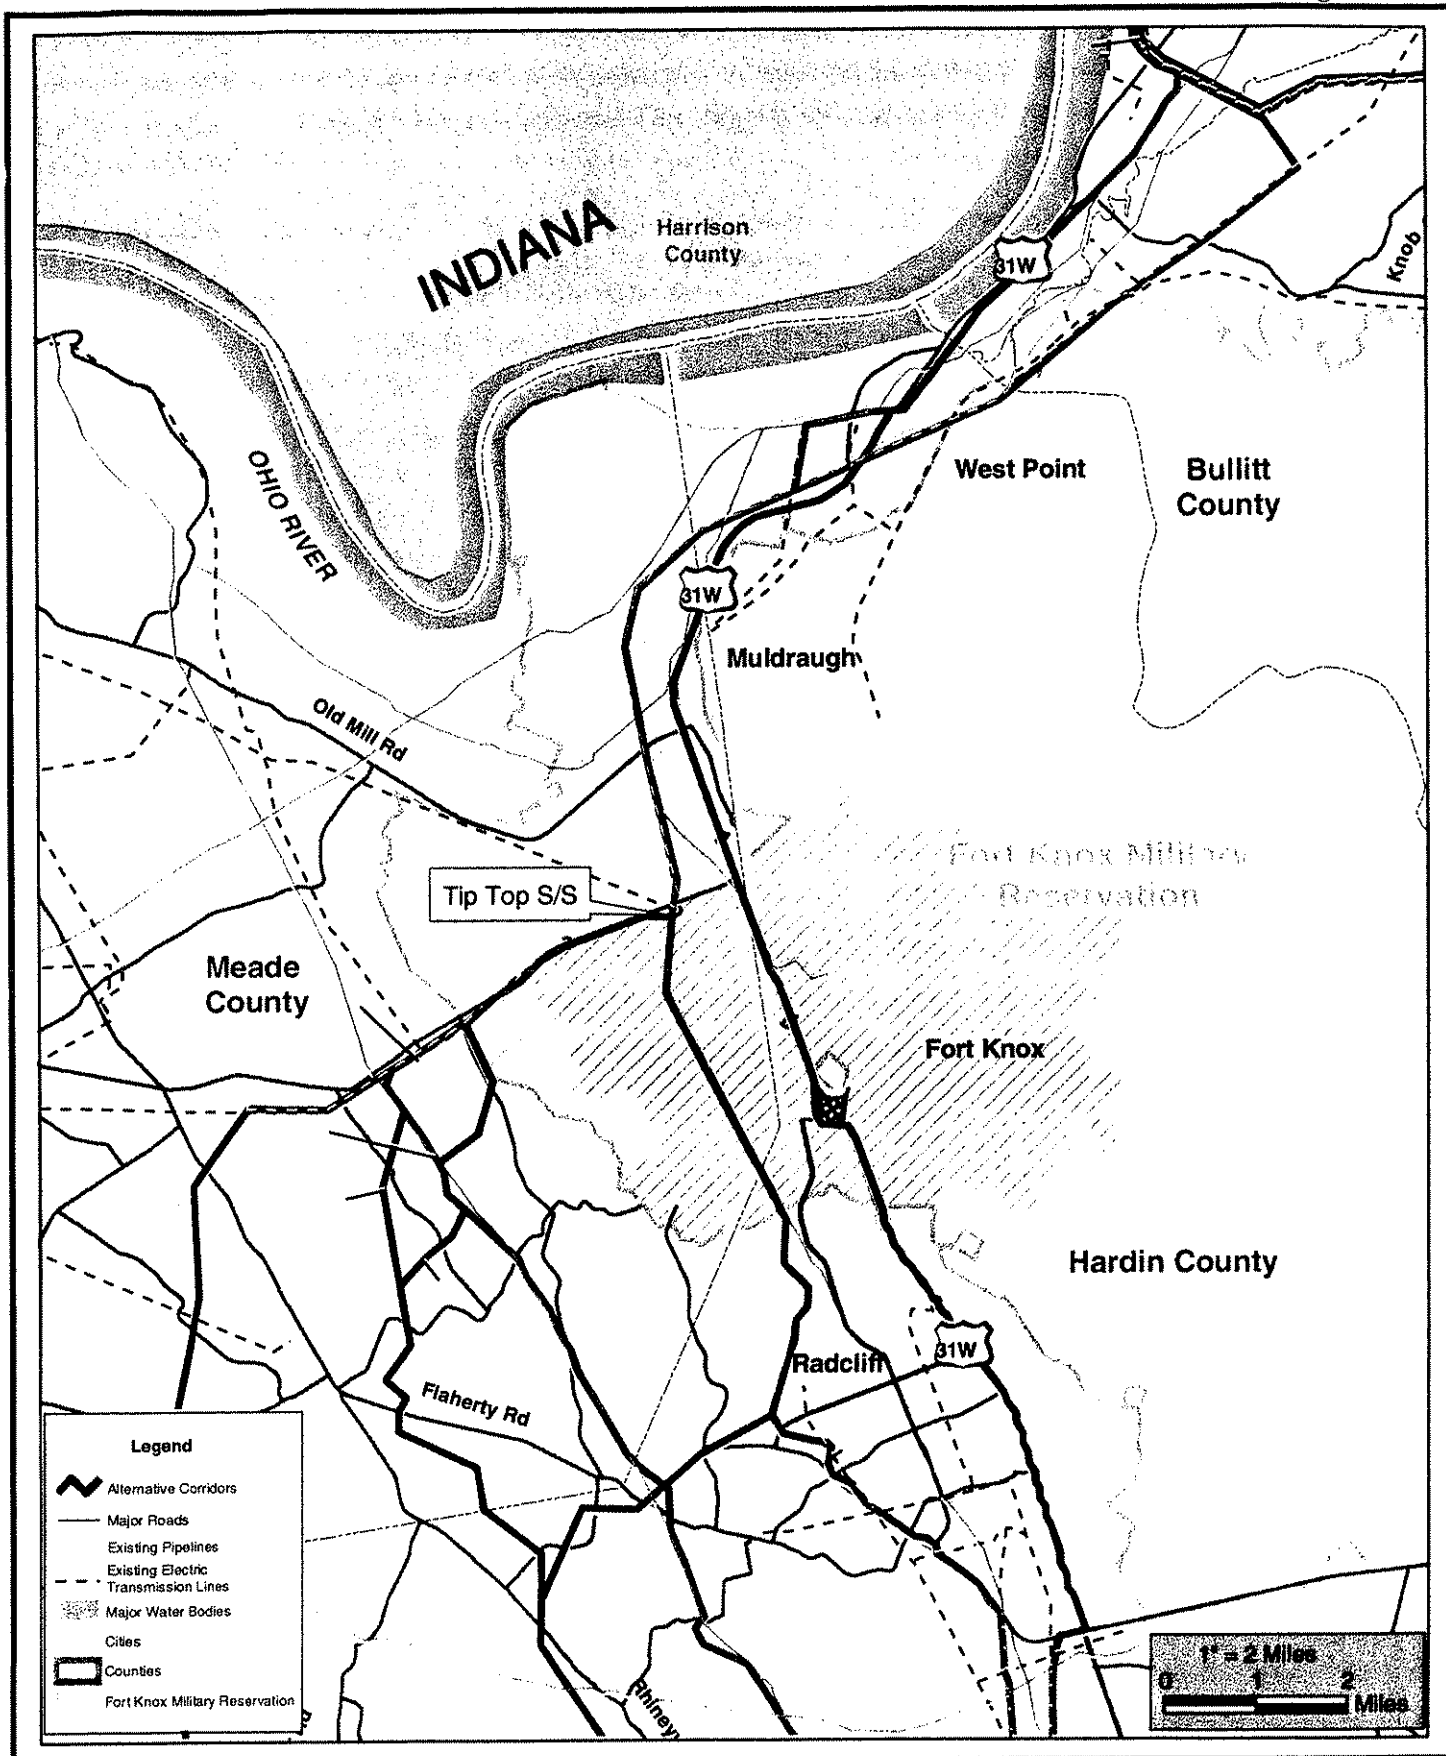 INDIANA
Harrison
County
31W
Knob
OHIO RIVER
West Point
Bullitt
County
31W
Muldraugh
Old Mill Rd
Fort Knox Military
Reservation
Tip Top S/S
Meade
County
Fort Knox
Hardin County
31W
Radcliff
Flaherty Rd
Legend
Alternative Corridors
Major Roads
Existing Pipelines
Existing Electric
Transmission Lines
Major Water Bodies
Cities
Counties
Fort Knox Military Reservation
1" = 2 Miles
0 1 2
Miles